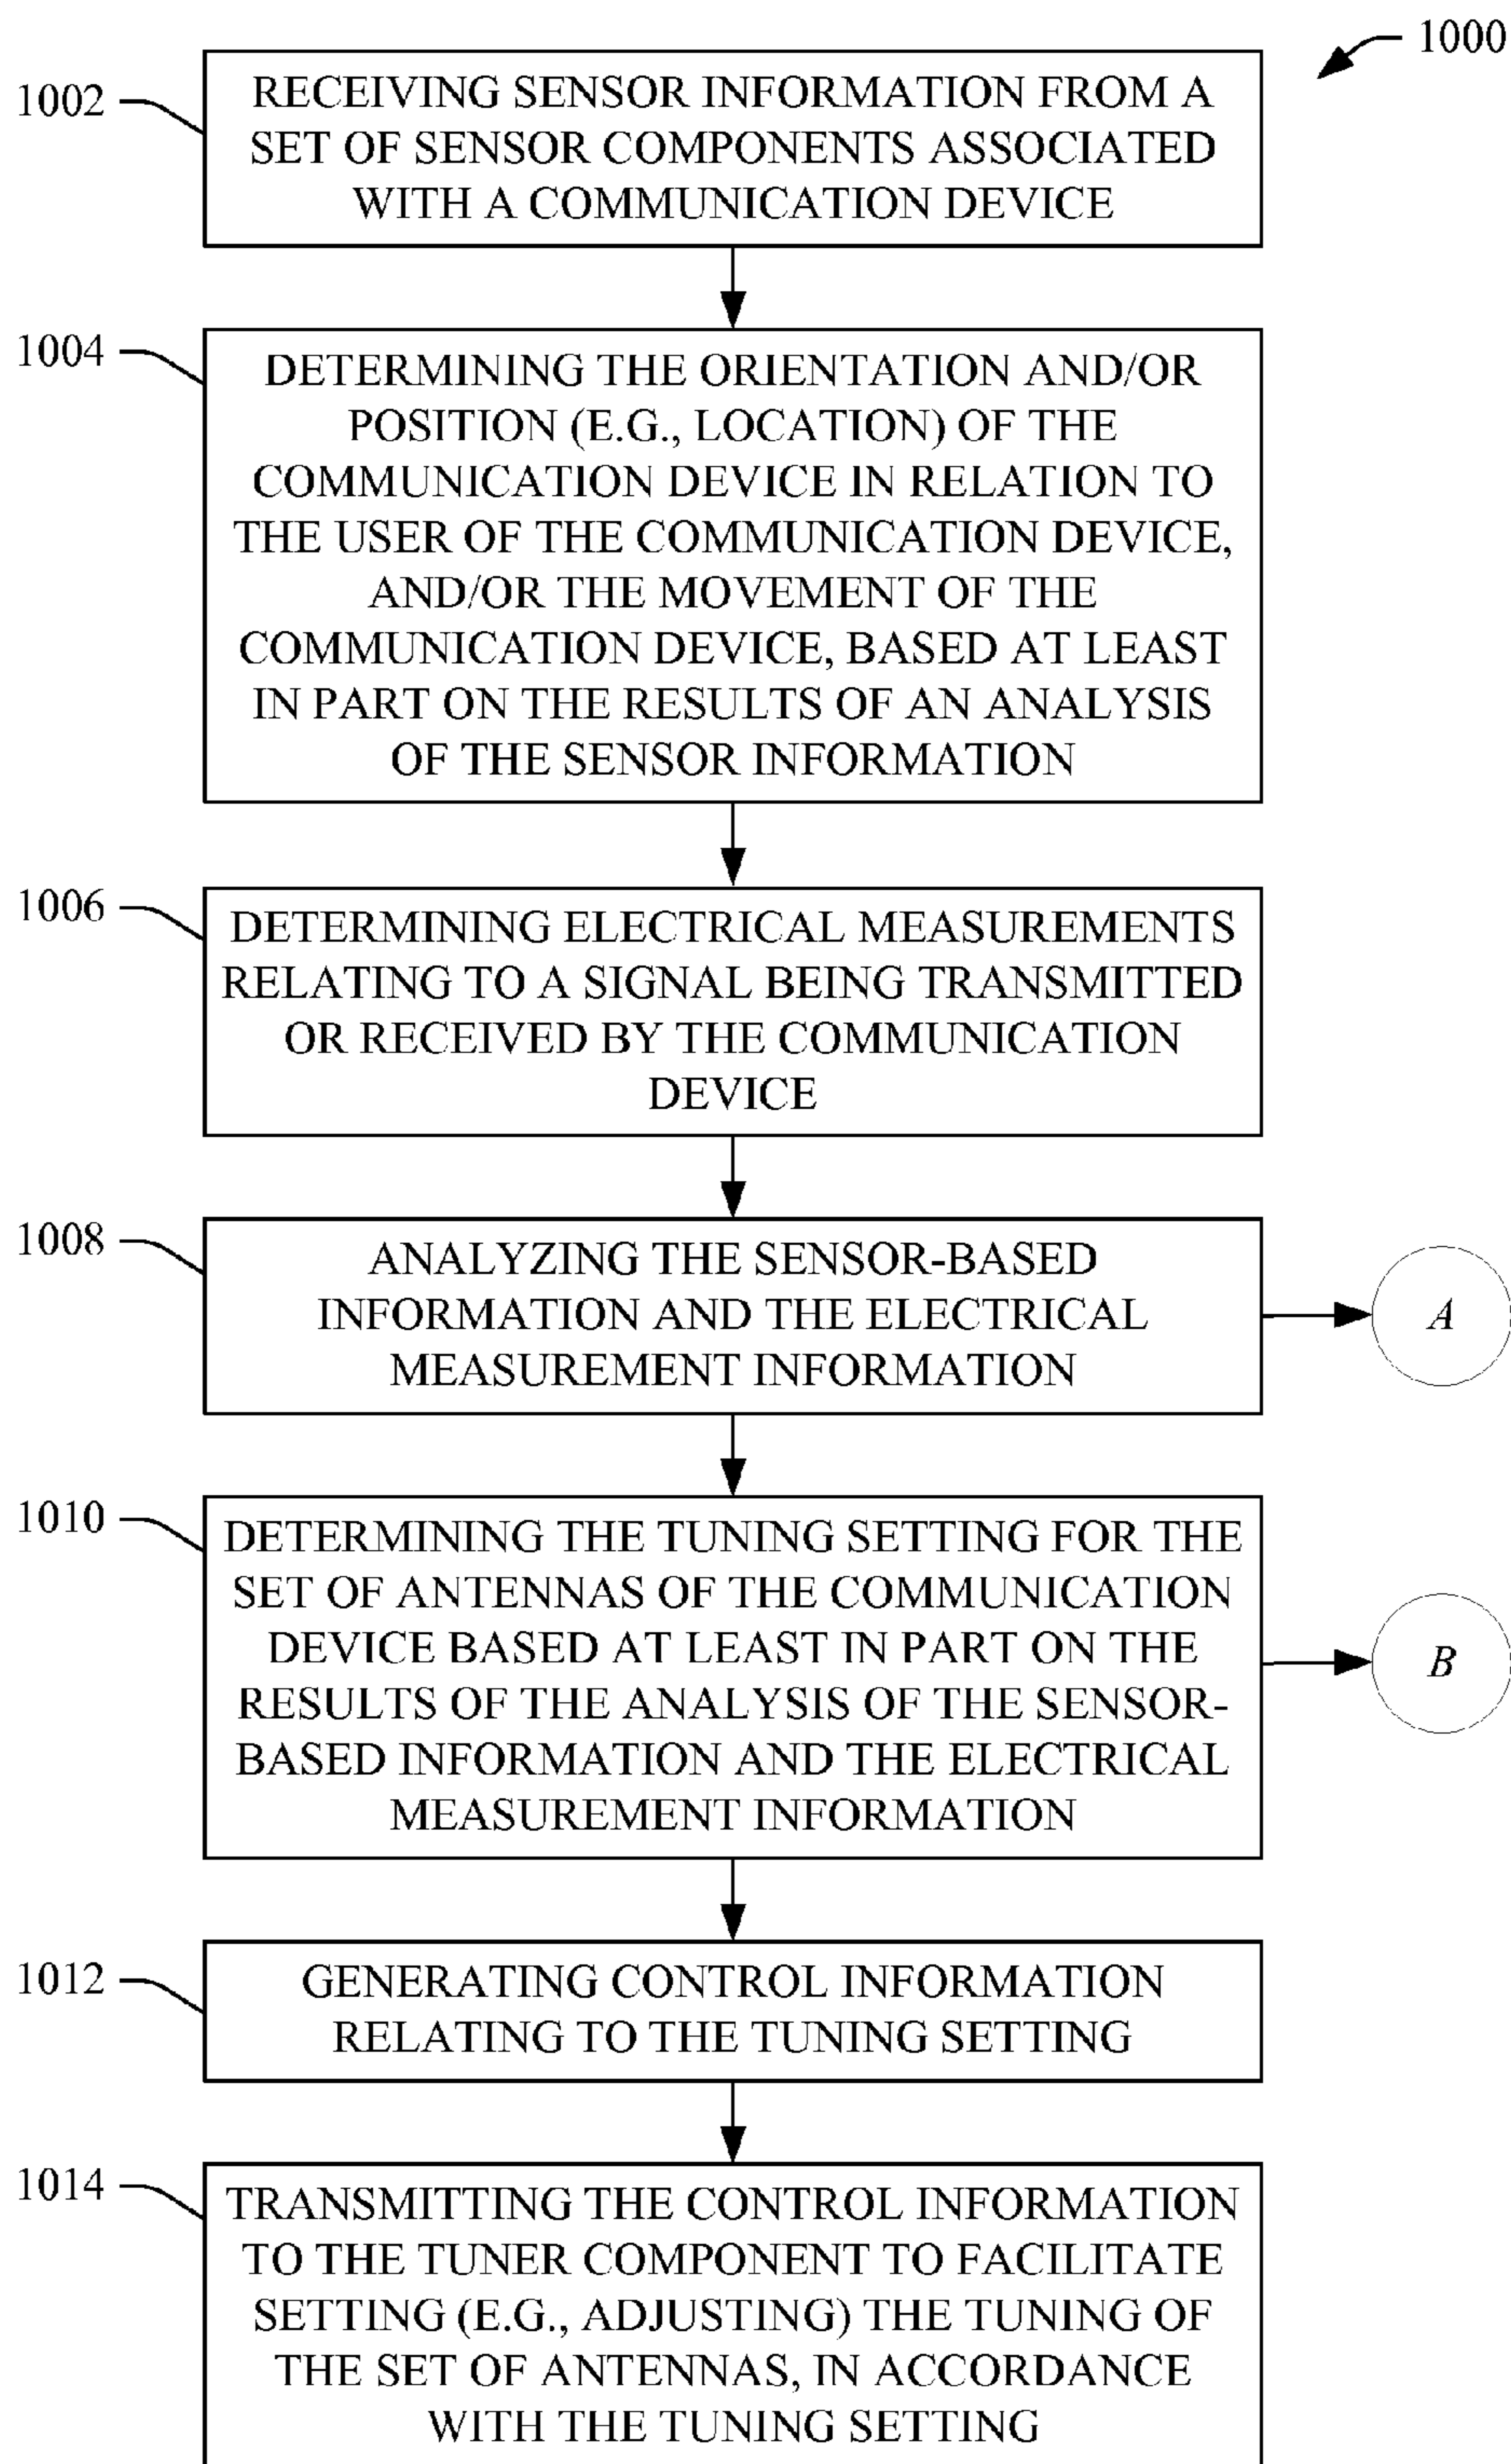 1000
1002
RECEIVING SENSOR INFORMATION FROM A
SET OF SENSOR COMPONENTS ASSOCIATED
WITH A COMMUNICATION DEVICE
1004
DETERMINING THE ORIENTATION AND/OR
POSITION (E.G., LOCATION) OF THE
COMMUNICATION DEVICE IN RELATION TO
THE USER OF THE COMMUNICATION DEVICE,
AND/OR THE MOVEMENT OF THE
COMMUNICATION DEVICE, BASED AT LEAST
IN PART ON THE RESULTS OF AN ANALYSIS
OF THE SENSOR INFORMATION
1006
DETERMINING ELECTRICAL MEASUREMENTS
RELATING TO A SIGNAL BEING TRANSMITTED
OR RECEIVED BY THE COMMUNICATION
DEVICE
1008
ANALYZING THE SENSOR-BASED
INFORMATION AND THE ELECTRICAL
MEASUREMENT INFORMATION
A
1010
DETERMINING THE TUNING SETTING FOR THE
SET OF ANTENNAS OF THE COMMUNICATION
DEVICE BASED AT LEAST IN PART ON THE
RESULTS OF THE ANALYSIS OF THE SENSOR-
BASED INFORMATION AND THE ELECTRICAL
MEASUREMENT INFORMATION
B
1012
GENERATING CONTROL INFORMATION
RELATING TO THE TUNING SETTING
1014
TRANSMITTING THE CONTROL INFORMATION
TO THE TUNER COMPONENT TO FACILITATE
SETTING (E.G., ADJUSTING) THE TUNING OF
THE SET OF ANTENNAS, IN ACCORDANCE
WITH THE TUNING SETTING